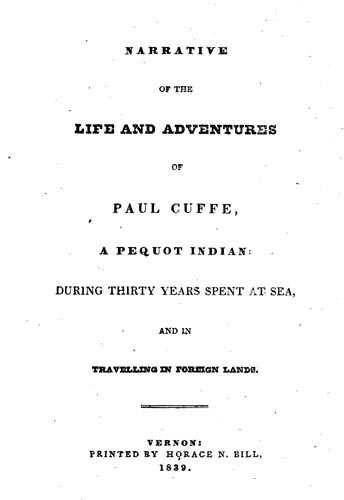 NARRATIVE
OF THE
LIFE AND ADVENTURES
OF
PAUL CUFFE,
A PEQUOT INDIAN:
DURING THIRTY YEARS SPENT AT SEA,
AND IN
TRAVELLING IN FOREIGN LANDS.
VERNON:
PRINTED BY HORACE N. BILL,
1839.